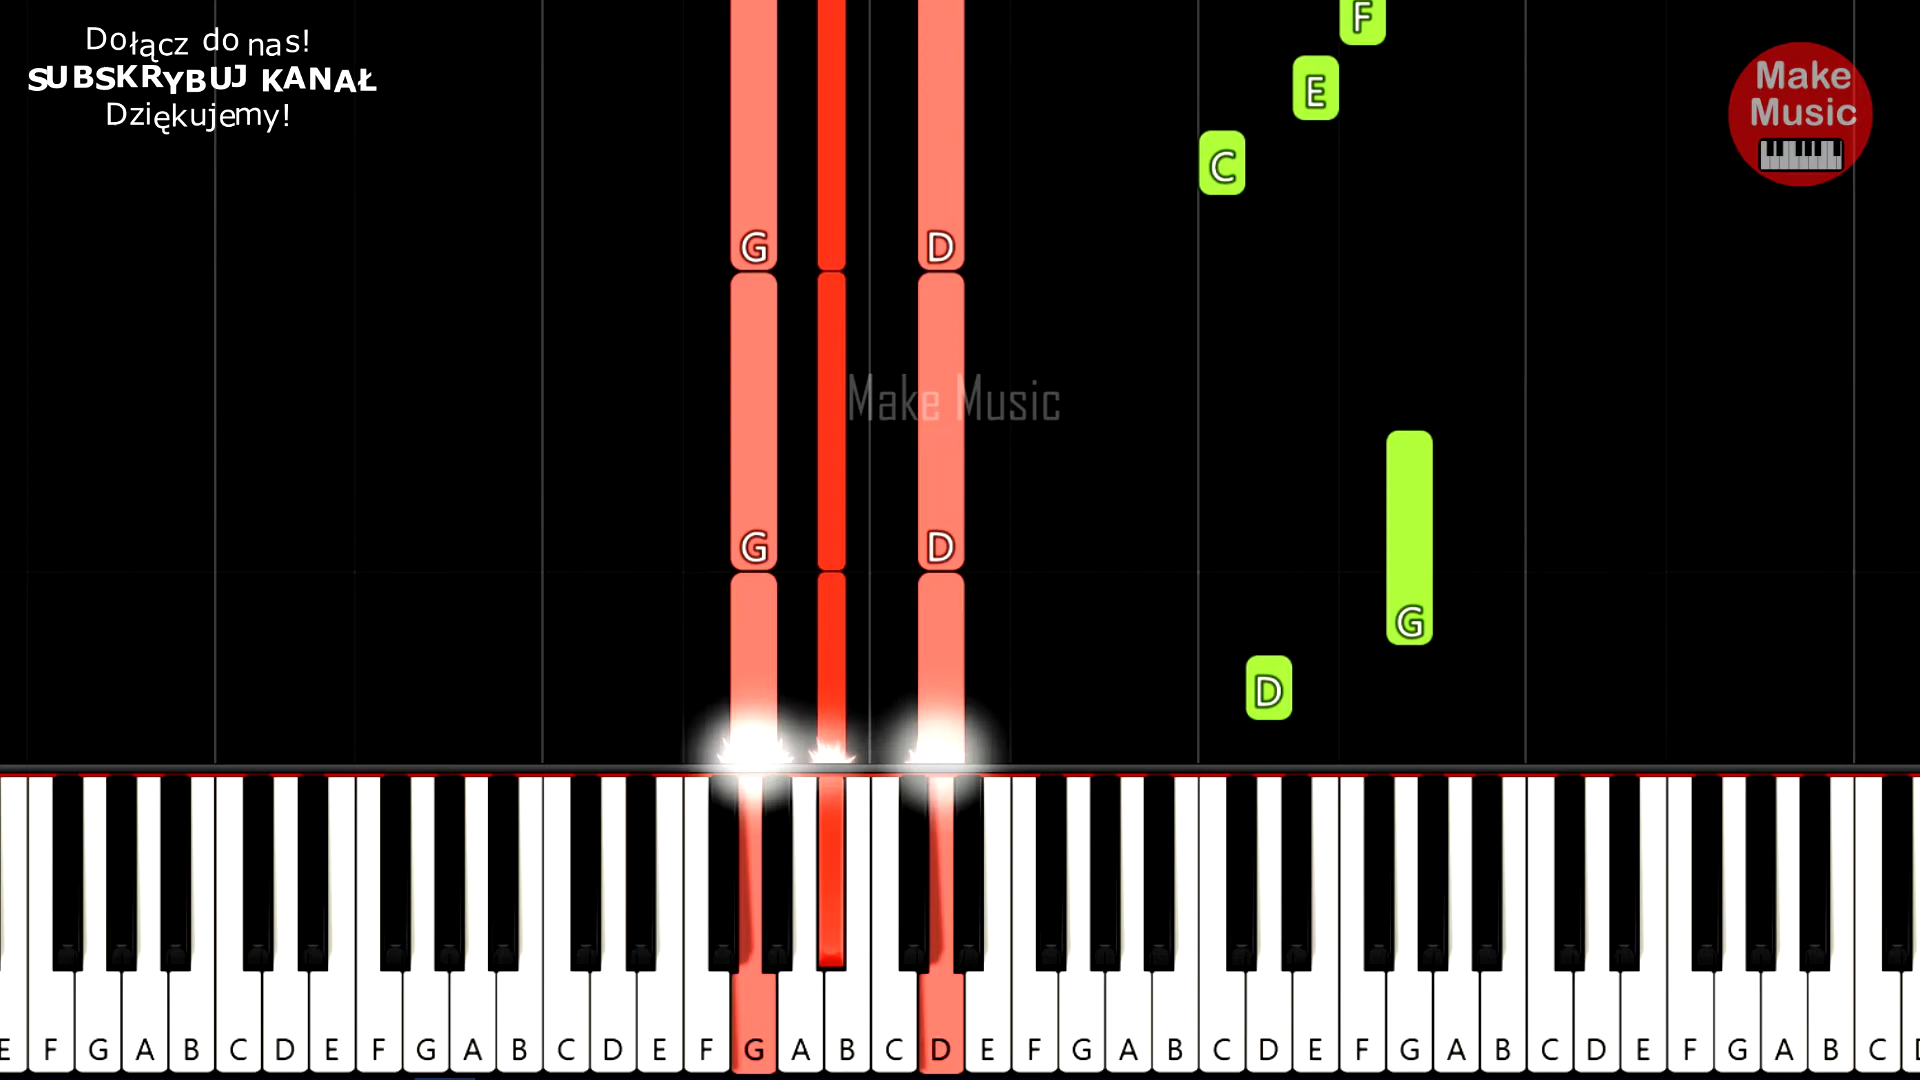 Dołącz do nas!
SUBSKRYBUJ KANAŁ
Dziękujemy!
Make
Music
F
E
C
G D
Make Music
G D
G
D
E F G A B C D E F G A B C D E F G A B C D E F G A B C D E F G A B C D E F G A B C D